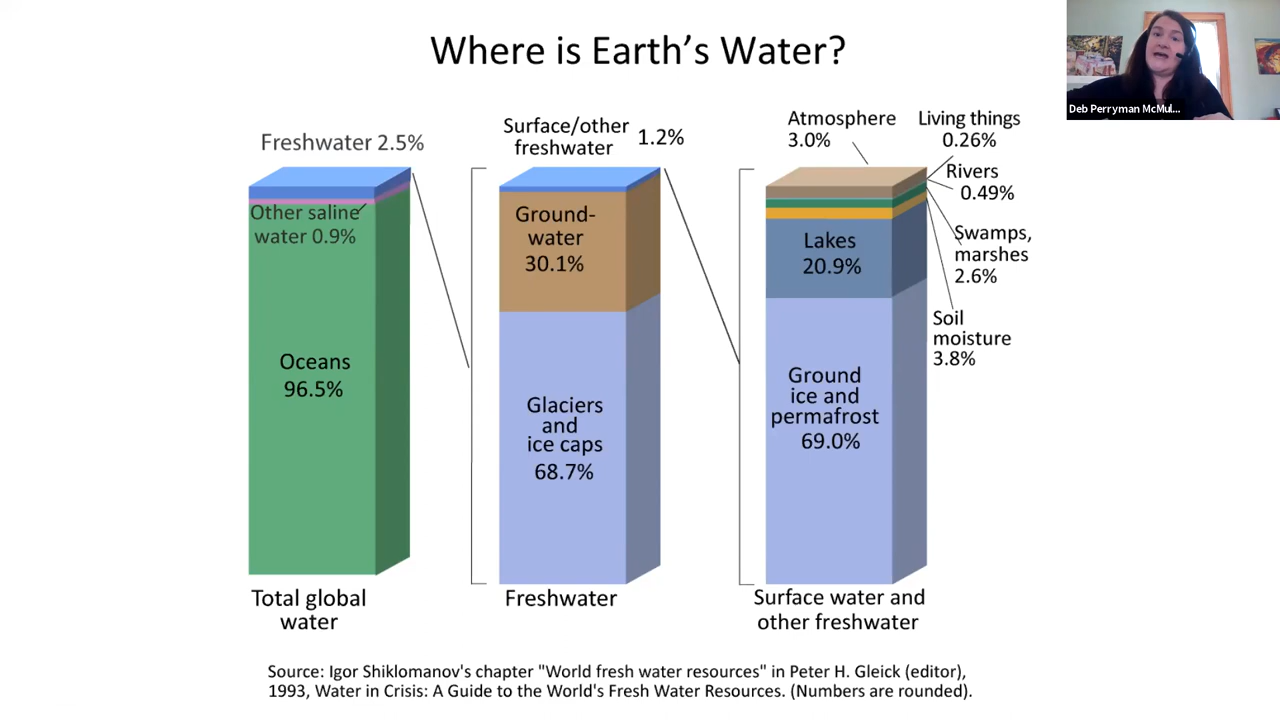 Where is Earth's Water?
Deb Perryman McMul...
Freshwater 2.5%
Other saline
water 0.9%
Oceans
96.5%
Total global
water
Surface/other
freshwater
1.2%
Ground-
water
30.1%
Glaciers
and
ice caps
68.7%
Freshwater
Atmosphere
3.0%
Living things
0.26%
Rivers
0.49%
Swamps,
marshes
2.6%
Soil
moisture
3.8%
Lakes
20.9%
Ground
ice and
permafrost
69.0%
Surface water and
other freshwater
Source: Igor Shiklomanov's chapter "World fresh water resources" in Peter H. Gleick (editor),
1993, Water in Crisis: A Guide to the World's Fresh Water Resources. (Numbers are rounded).